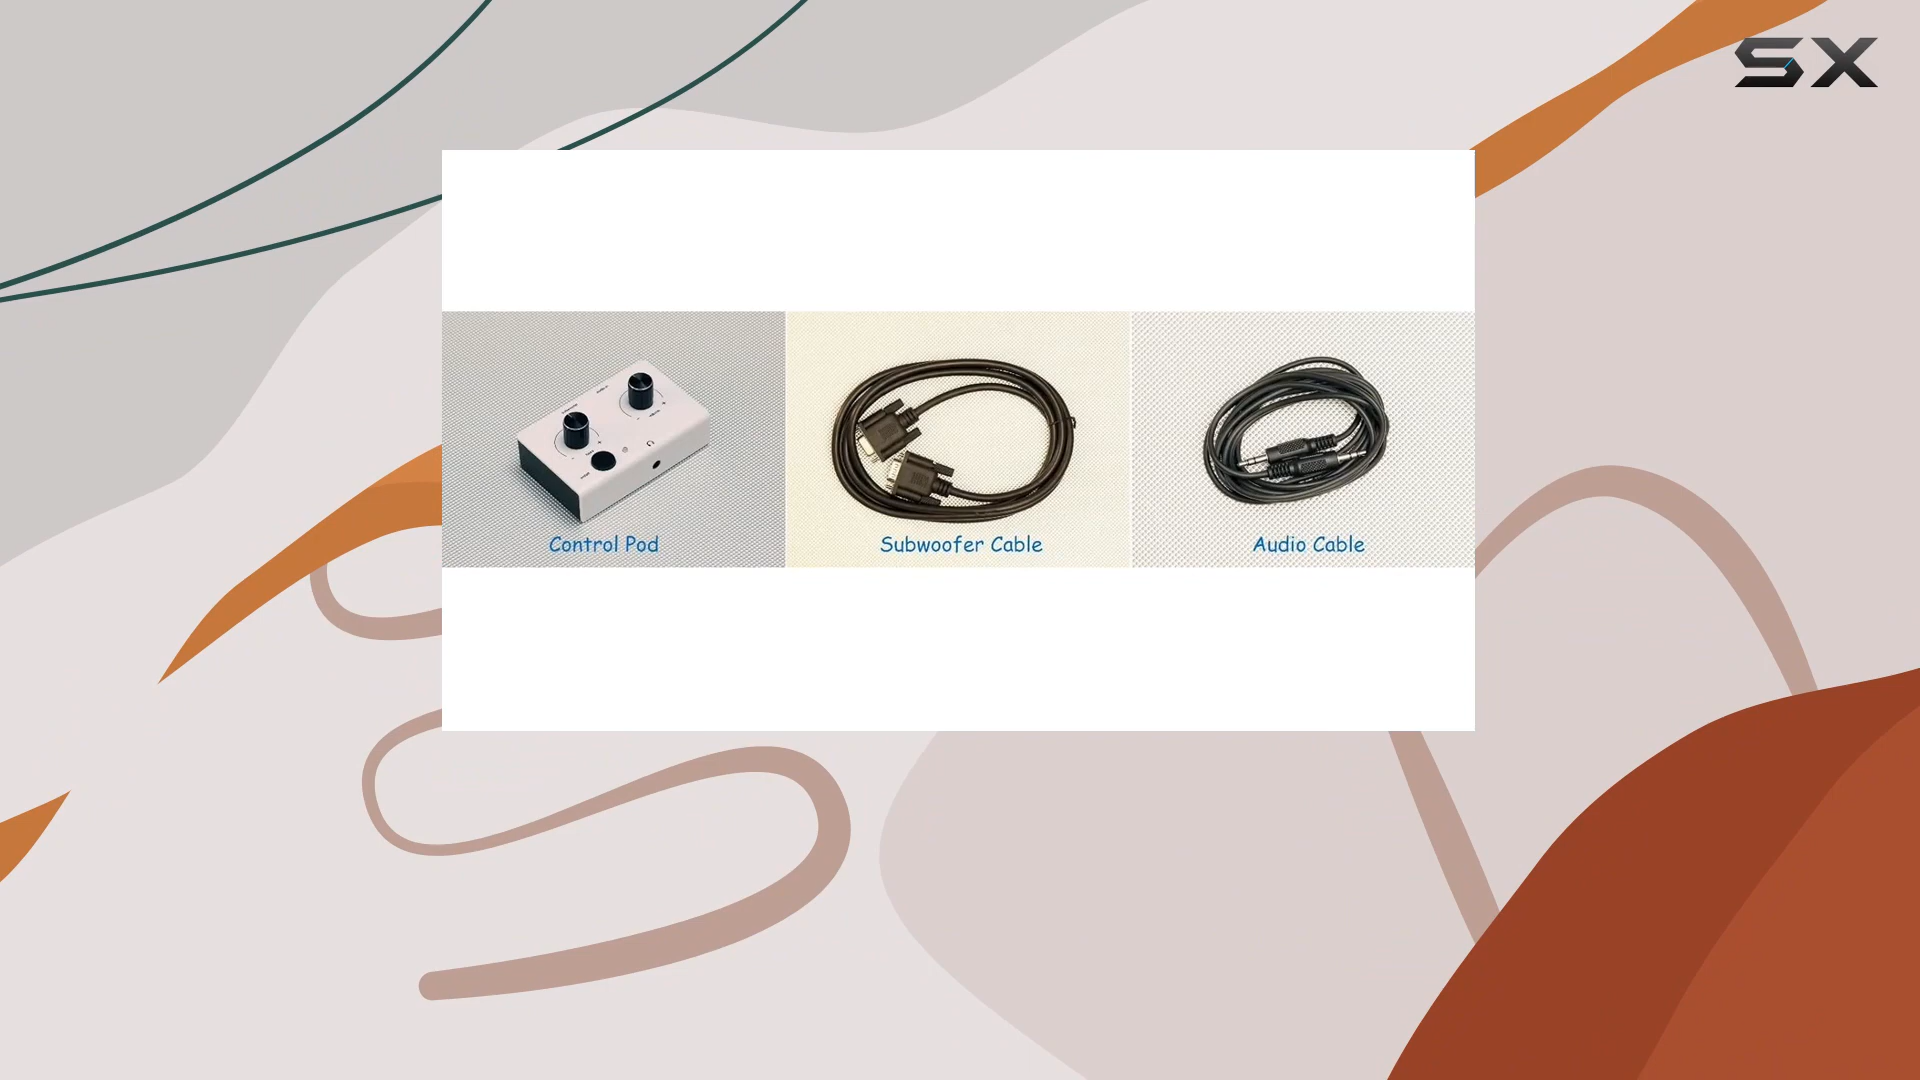 SX
Control Pod
Subwoofer Cable
Audio Cable